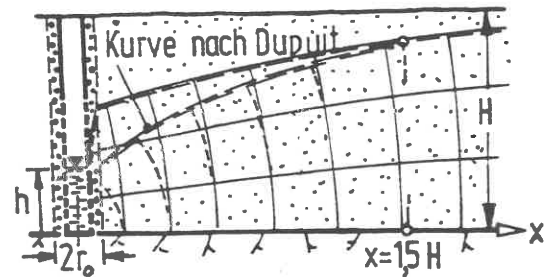 Kurve nach Dupuit
H
h
x
x
2r₀
x=1,5 H